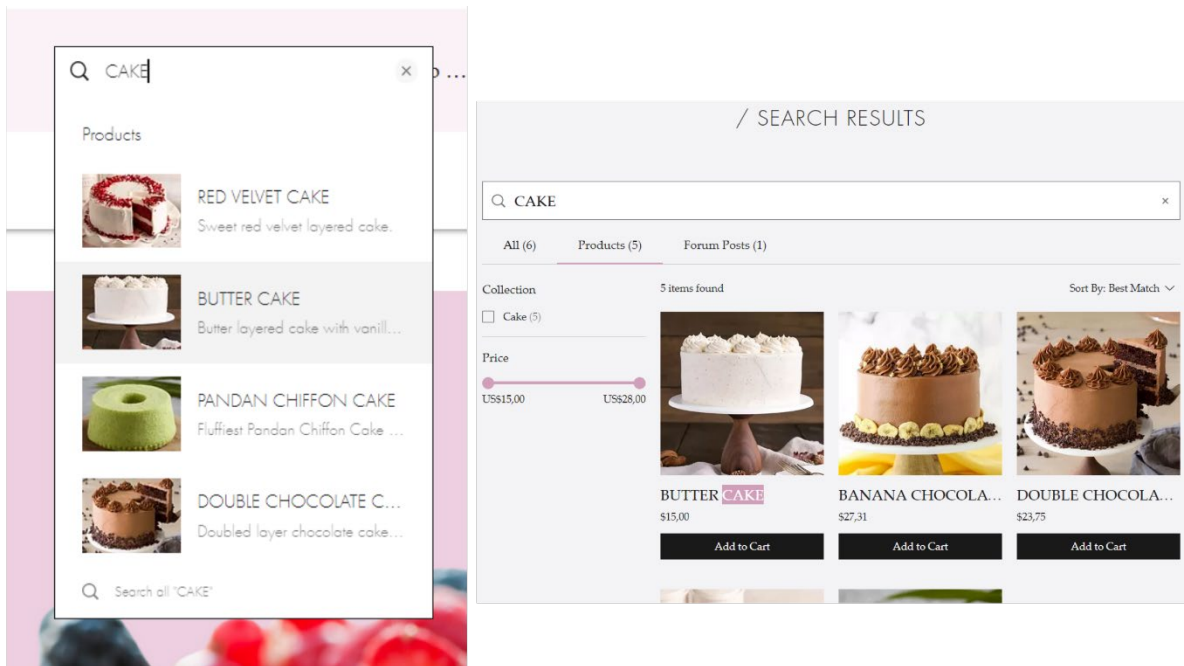 CAKE
×
o ...
Products
RED VELVET CAKE
Sweet red velvet layered cake.
BUTTER CAKE
Butter layered cake with vanill...
PANDAN CHIFFON CAKE
Fluffiest Pandan Chiffon Cake ...
DOUBLE CHOCOLATE C...
Doubled layer chocolate cake...
Search all "CAKE"
/ SEARCH RESULTS
CAKE ×
All (6) Products (5) Forum Posts (1)
Collection
Cake (5)
Price
US$15,00 US$28,00
5 items found Sort By: Best Match
BUTTER CAKE
$15,00
Add to Cart
BANANA CHOCOLA...
$27,31
Add to Cart
DOUBLE CHOCOLA...
$23,75
Add to Cart